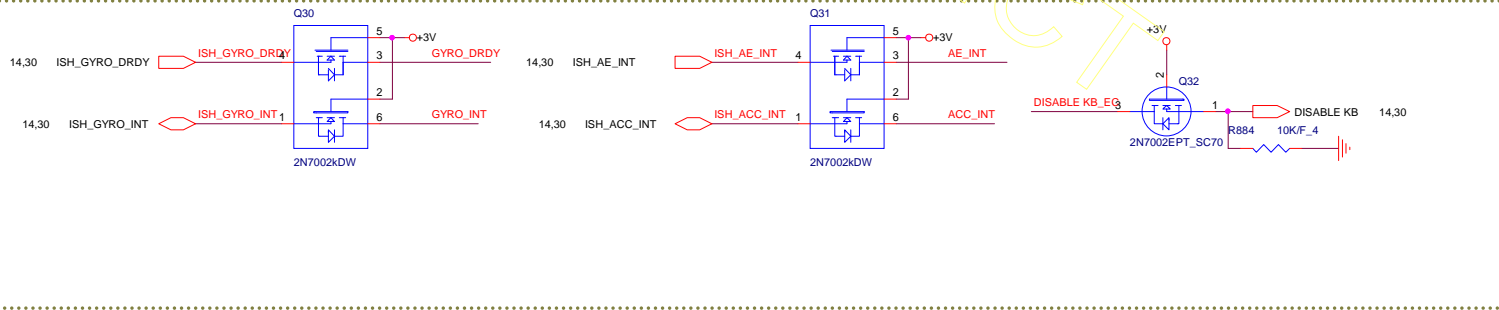 Q30
5
+3V
14,30 ISH_GYRO_DRDY
ISH_GYRO_DRDY
4
3
GYRO_DRDY
2
14,30 ISH_GYRO_INT
ISH_GYRO_INT
1
6
GYRO_INT
2N7002kDW
Q31
5
+3V
14,30 ISH_AE_INT
ISH_AE_INT
4
3
AE_INT
2
14,30 ISH_ACC_INT
ISH_ACC_INT
1
6
ACC_INT
2N7002kDW
+3V
2
Q32
DISABLE KB_EC
3
1
DISABLE KB 14,30
2N7002EPT_SC70
R884 10K/F_4